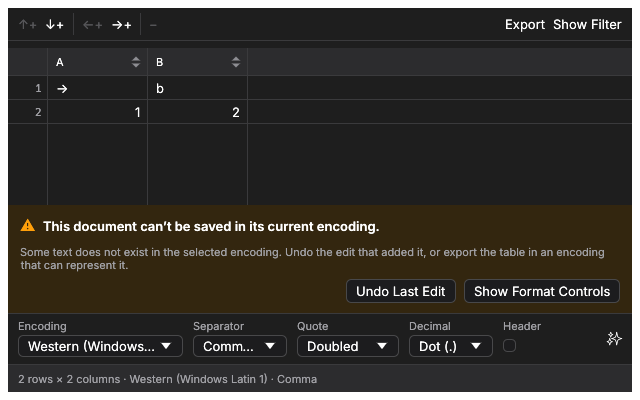 ↑+ ↓+ ←+ →+ − Export Show Filter
A B
1 → b
2 1 2
This document can’t be saved in its current encoding.
Some text does not exist in the selected encoding. Undo the edit that added it, or export the table in an encoding
that can represent it.
Undo Last Edit Show Format Controls
Encoding Separator Quote Decimal Header
Western (Windows... Comm... Doubled Dot (.)
2 rows × 2 columns · Western (Windows Latin 1) · Comma